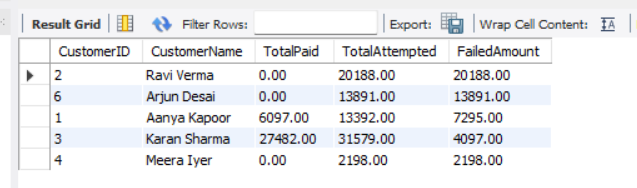 Result Grid Filter Rows: Export: Wrap Cell Content: IA
CustomerID CustomerName TotalPaid TotalAttempted FailedAmount
2 Ravi Verma 0.00 20188.00 20188.00
6 Arjun Desai 0.00 13891.00 13891.00
1 Aanya Kapoor 6097.00 13392.00 7295.00
3 Karan Sharma 27482.00 31579.00 4097.00
4 Meera Iyer 0.00 2198.00 2198.00